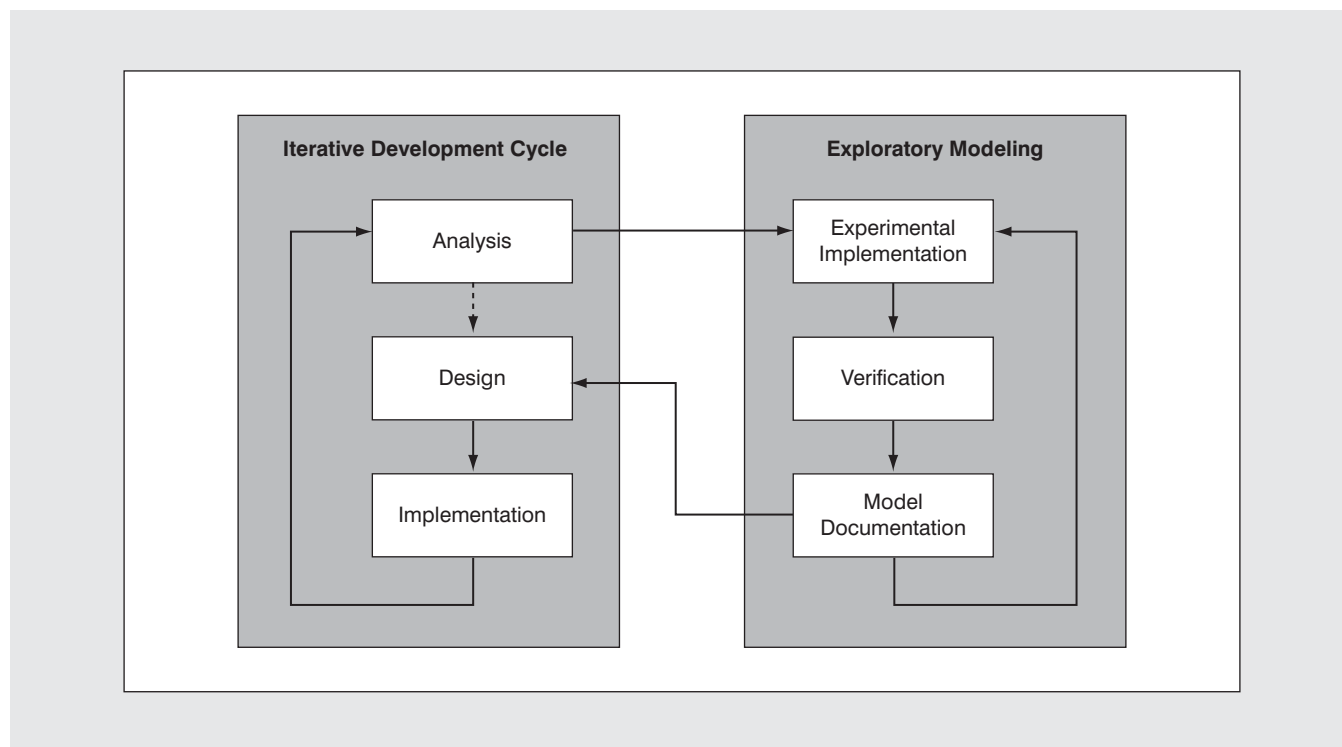 Iterative Development Cycle
Analysis
Design
Implementation
Exploratory Modeling
Experimental
Implementation
Verification
Model
Documentation